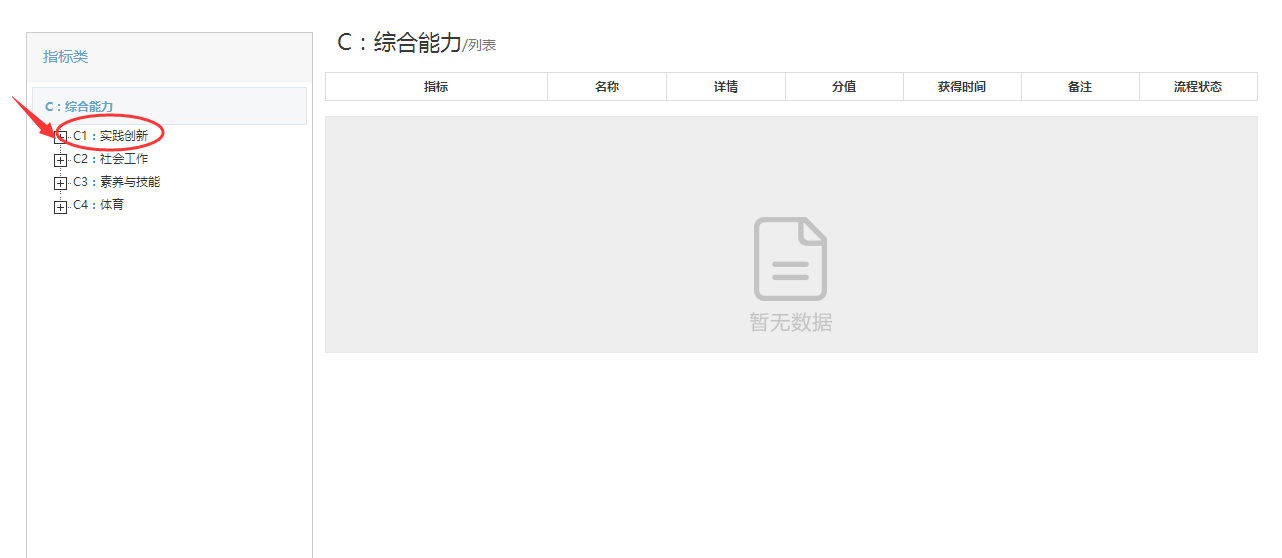 指标类
C：综合能力
C1：实践创新
C2：社会工作
C3：素养与技能
C4：体育
C：综合能力/列表
指标 名称 详情 分值 获得时间 备注 流程状态
暂无数据